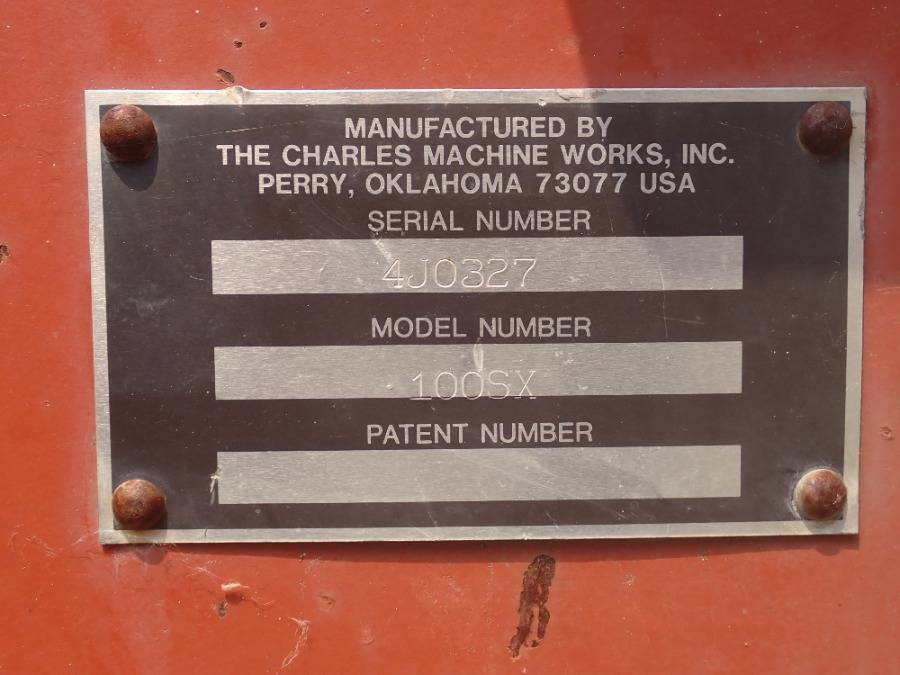 MANUFACTURED BY
THE CHARLES MACHINE WORKS, INC.
PERRY, OKLAHOMA 73077 USA
SERIAL NUMBER
4J0327
MODEL NUMBER
100SX
PATENT NUMBER